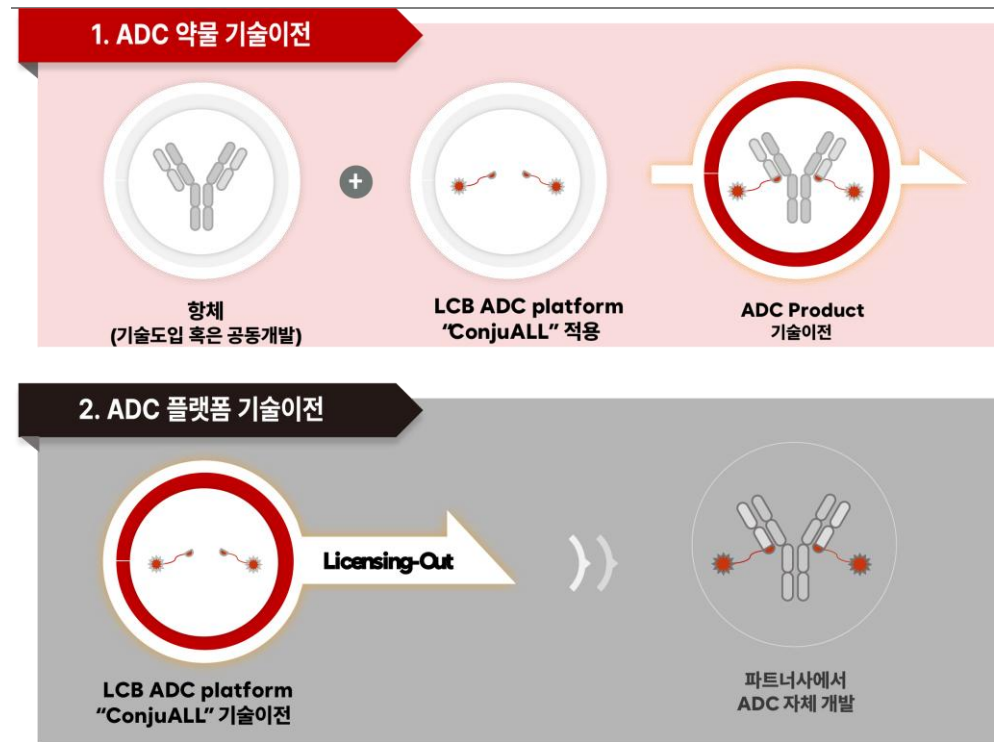 1. ADC 약물 기술이전
+
항체
(기술도입 혹은 공동개발)
LCB ADC platform
“ConjuALL” 적용
ADC Product
기술이전
2. ADC 플랫폼 기술이전
Licensing-Out
LCB ADC platform
“ConjuALL” 기술이전
파트너사에서
ADC 자체 개발